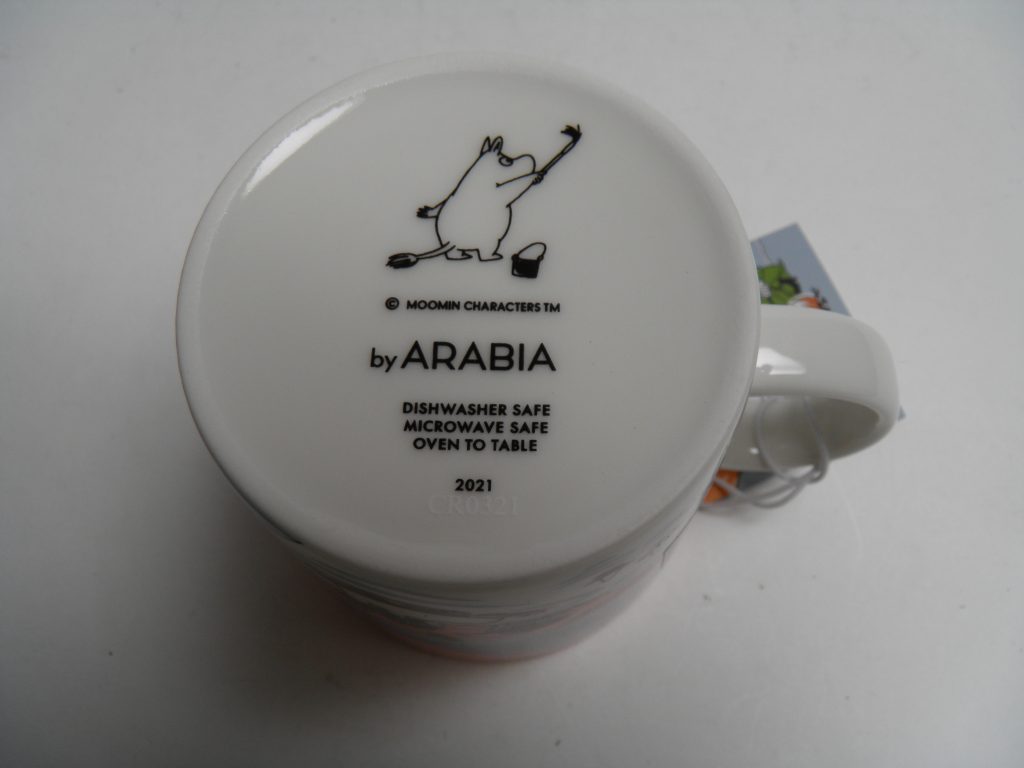 © MOOMIN CHARACTERS TM
by ARABIA
DISHWASHER SAFE
MICROWAVE SAFE
OVEN TO TABLE
2021
CR0321